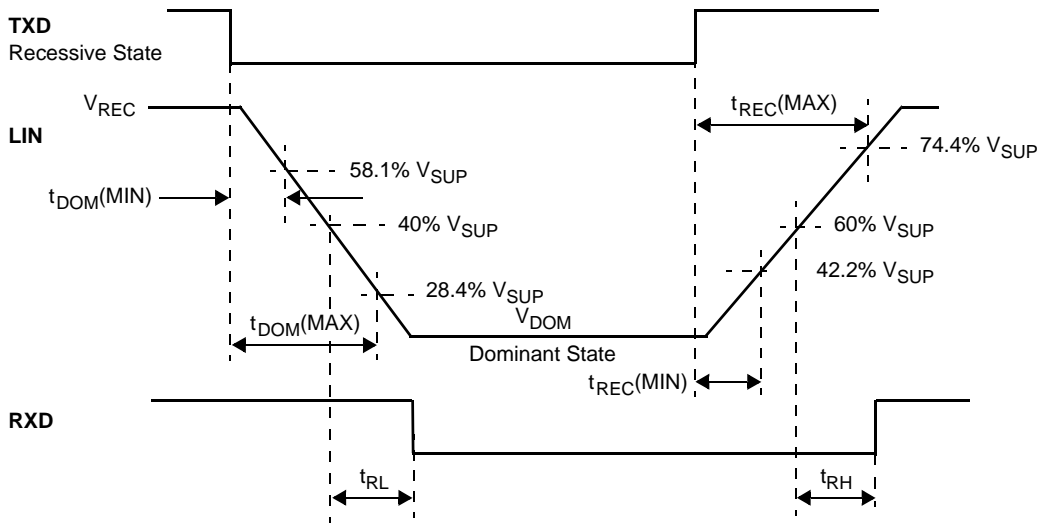 TXD
Recessive State
V_REC
LIN
t_REC(MAX)
74.4% V_SUP
58.1% V_SUP
t_DOM(MIN)
40% V_SUP
60% V_SUP
42.2% V_SUP
28.4% V_SUP
t_DOM(MAX)
V_DOM
Dominant State
t_REC(MIN)
RXD
t_RL
t_RH